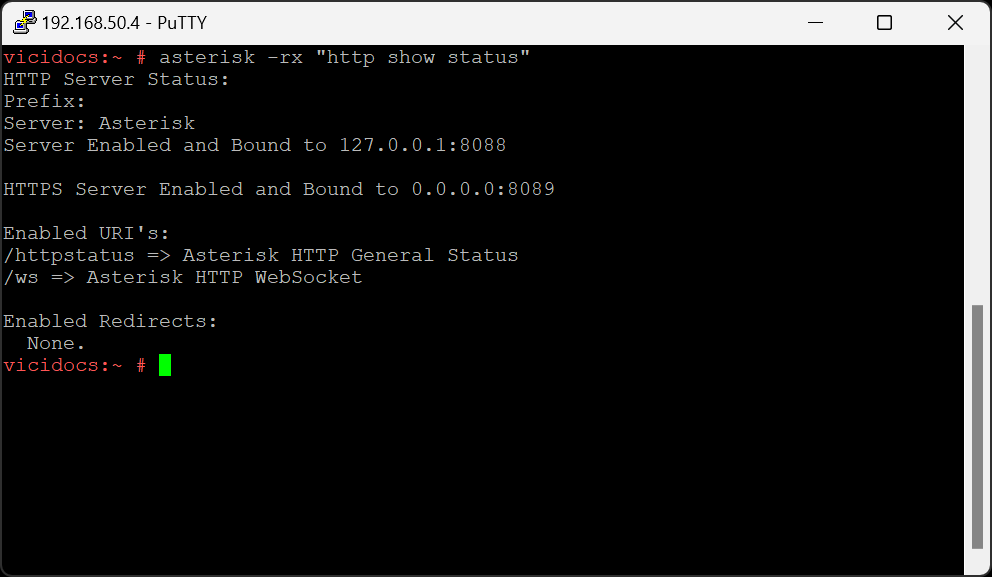 192.168.50.4 - PuTTY
vicidocs:~ # asterisk -rx "http show status"
HTTP Server Status:
Prefix:
Server: Asterisk
Server Enabled and Bound to 127.0.0.1:8088
HTTPS Server Enabled and Bound to 0.0.0.0:8089
Enabled URI's:
/httpstatus => Asterisk HTTP General Status
/ws => Asterisk HTTP WebSocket
Enabled Redirects:
  None.
vicidocs:~ #